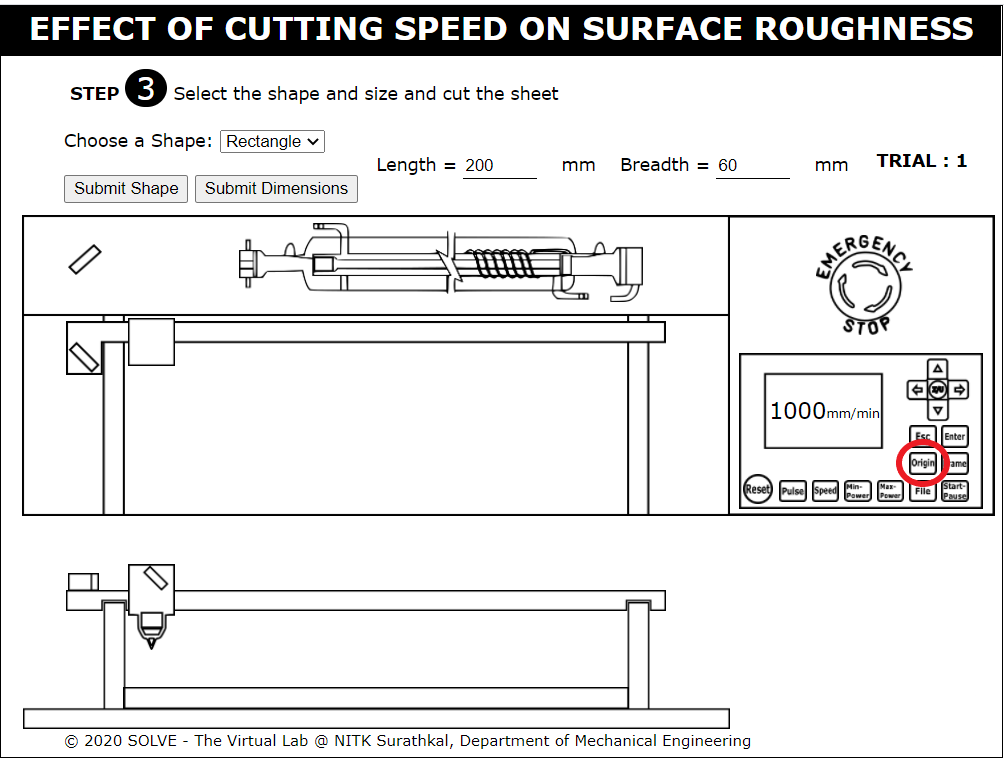 EFFECT OF CUTTING SPEED ON SURFACE ROUGHNESS
STEP 3 Select the shape and size and cut the sheet
Choose a Shape: Rectangle
Length = 200 mm Breadth = 60 mm TRIAL : 1
Submit Shape Submit Dimensions
EMERGENCY
STOP
X/U
1000mm/min
Esc Enter
Origin ame
Reset Pulse Speed Min-Power Max-Power File Start-Pause
© 2020 SOLVE - The Virtual Lab @ NITK Surathkal, Department of Mechanical Engineering